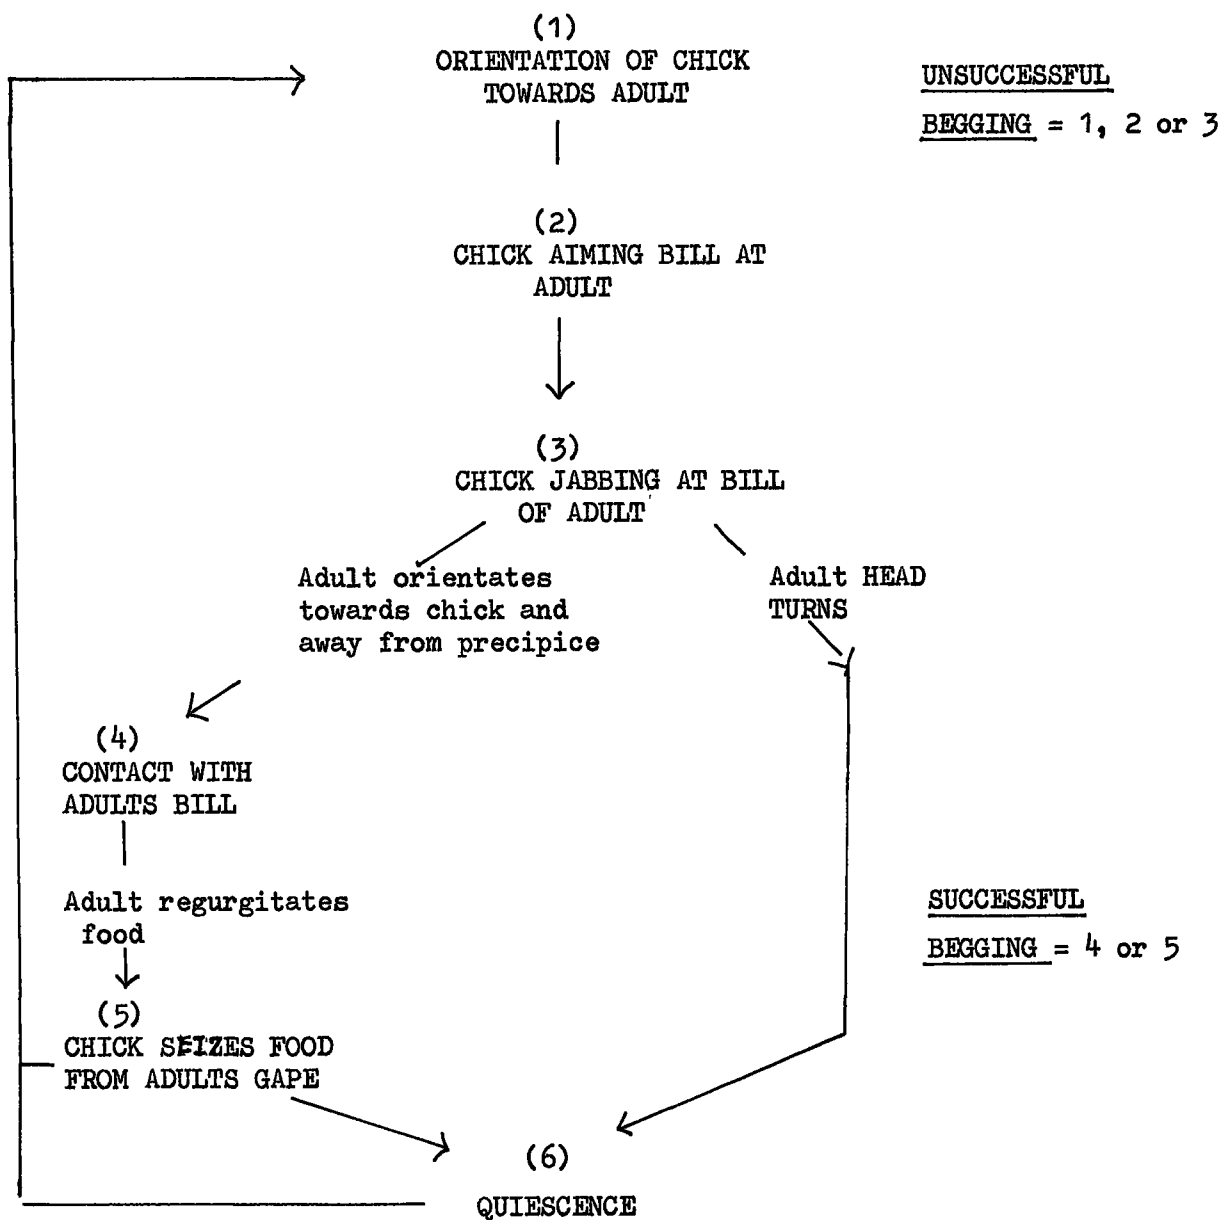 (1)
ORIENTATION OF CHICK
TOWARDS ADULT
UNSUCCESSFUL
BEGGING = 1, 2 or 3
(2)
CHICK AIMING BILL AT
ADULT
(3)
CHICK JABBING AT BILL
OF ADULT
Adult orientates
towards chick and
away from precipice
Adult HEAD
TURNS
(4)
CONTACT WITH
ADULTS BILL
Adult regurgitates
food
SUCCESSFUL
BEGGING = 4 or 5
(5)
CHICK SEIZES FOOD
FROM ADULTS GAPE
(6)
QUIESCENCE